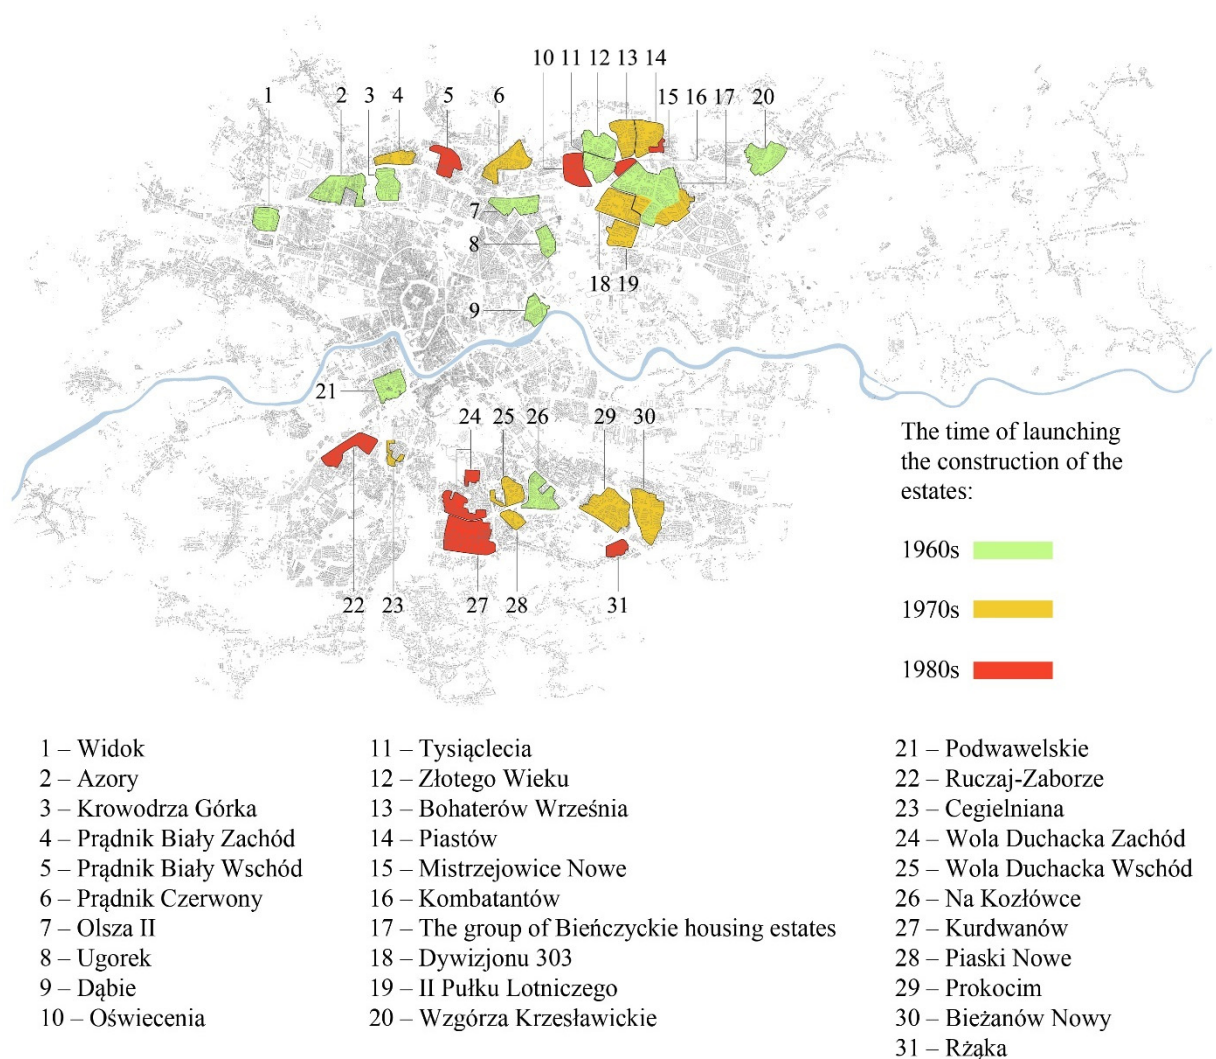 10 11 12 13 14
1 2 3 4 5 6 15 16 17 20
7
8
18 19
9
21
24 25 26 29 30
22 23 27 28 31
The time of launching
the construction of the
estates:
1960s
1970s
1980s
1 – Widok
2 – Azory
3 – Krowodrza Górka
4 – Prądnik Biały Zachód
5 – Prądnik Biały Wschód
6 – Prądnik Czerwony
7 – Olsza II
8 – Ugorek
9 – Dąbie
10 – Oświecenia
11 – Tysiąclecia
12 – Złotego Wieku
13 – Bohaterów Września
14 – Piastów
15 – Mistrzejowice Nowe
16 – Kombatantów
17 – The group of Bieńczyckie housing estates
18 – Dywizjonu 303
19 – II Pułku Lotniczego
20 – Wzgórza Krzesławickie
21 – Podwawelskie
22 – Ruczaj-Zaborze
23 – Cegielniana
24 – Wola Duchacka Zachód
25 – Wola Duchacka Wschód
26 – Na Kozłówce
27 – Kurdwanów
28 – Piaski Nowe
29 – Prokocim
30 – Bieżanów Nowy
31 – Rżąka